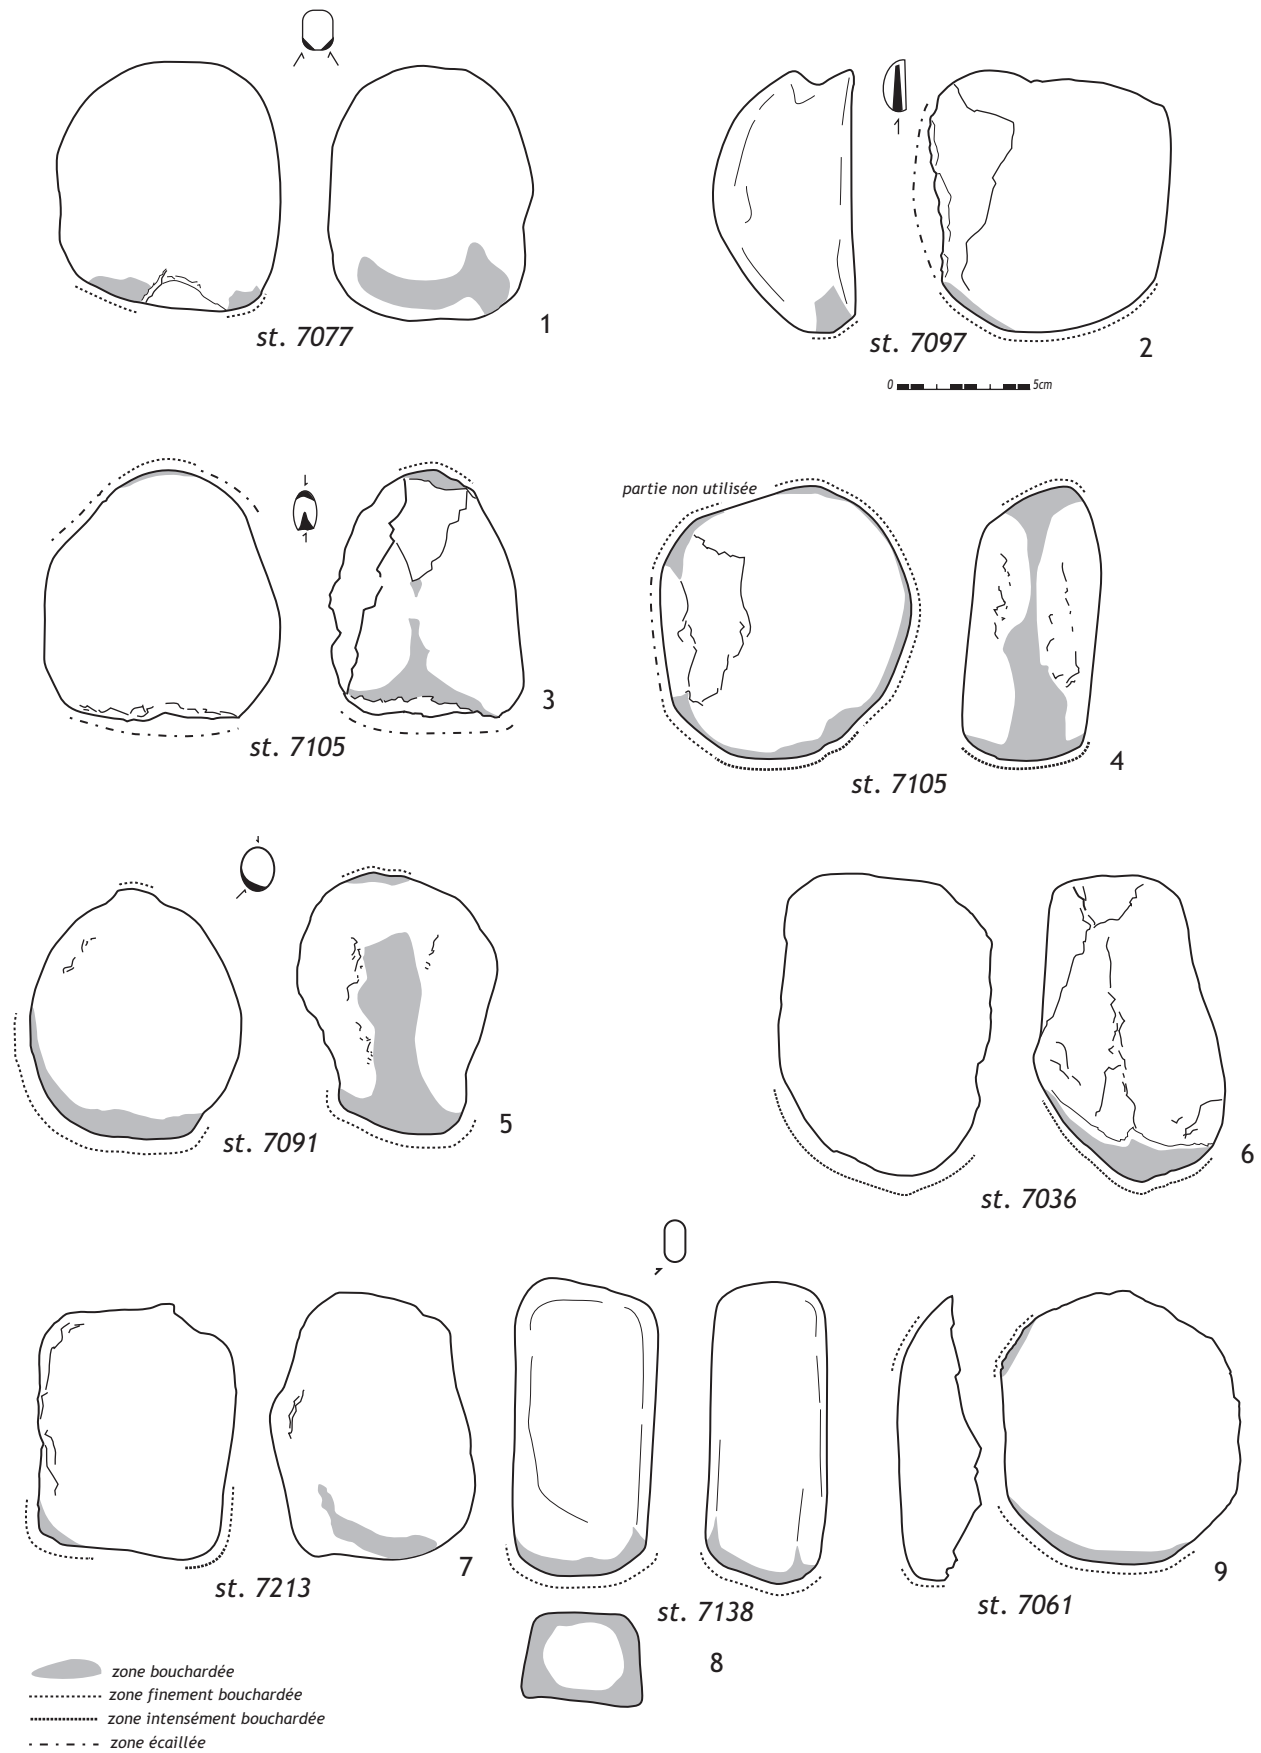 st. 7077
1
st. 7097
2
0 5cm
st. 7105
3
partie non utilisée
st. 7105
4
st. 7091
5
st. 7036
6
st. 7213
7
st. 7138
8
st. 7061
9
zone bouchardée
zone finement bouchardée
zone intensément bouchardée
zone écaillée